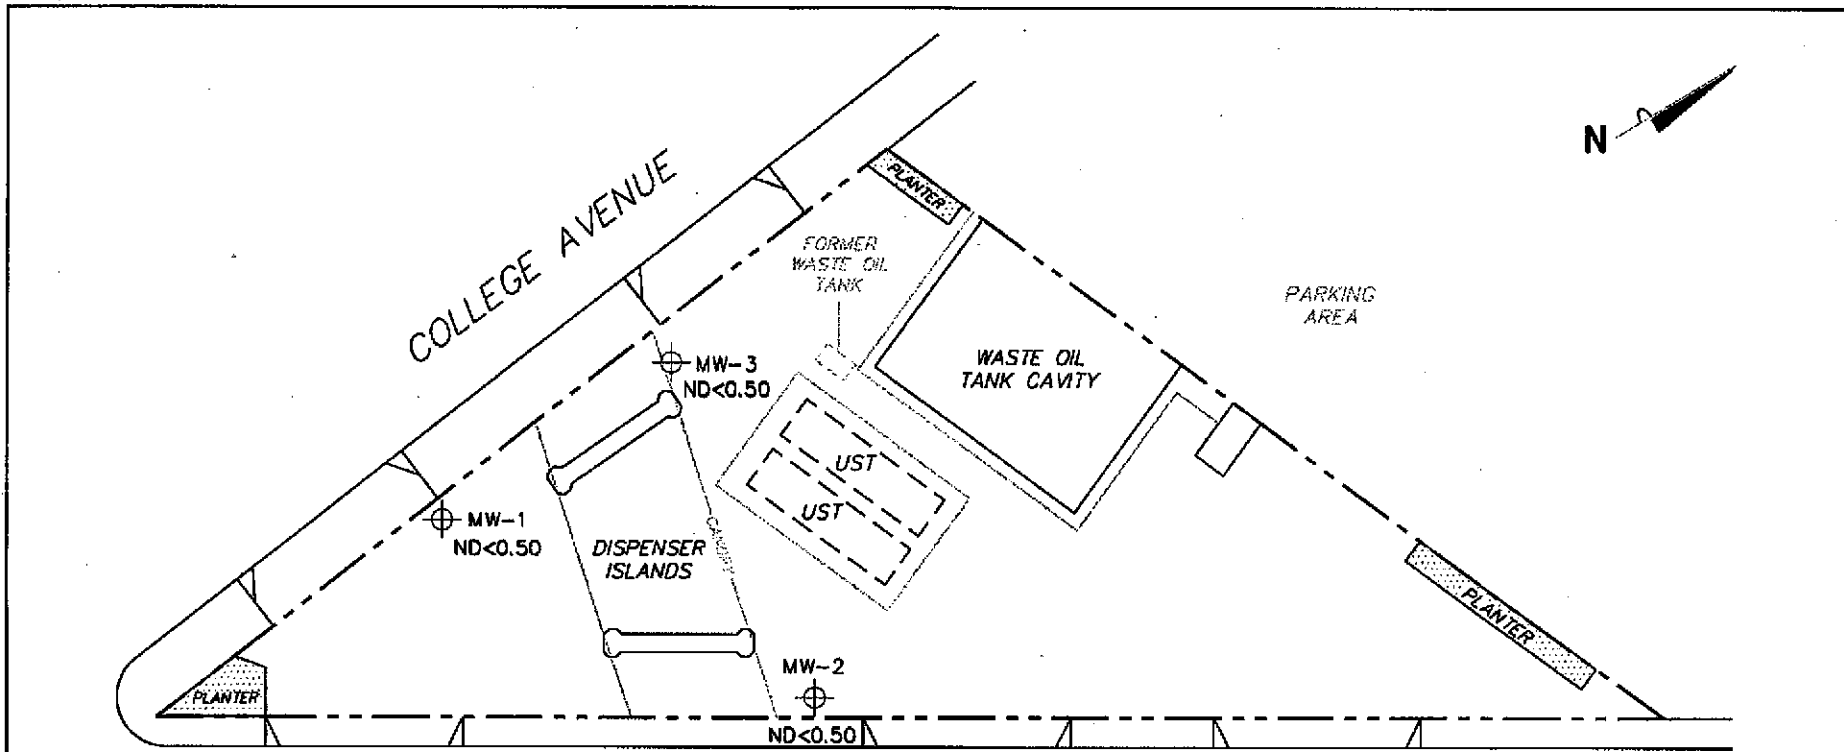 N
COLLEGE AVENUE
PLANTER
FORMER
WASTE OIL
TANK
PARKING
AREA
WASTE OIL
TANK CAVITY
MW-3
ND<0.50
UST
UST
MW-1
ND<0.50
DISPENSER
ISLANDS
CANOPY
PLANTER
MW-2
PLANTER
ND<0.50